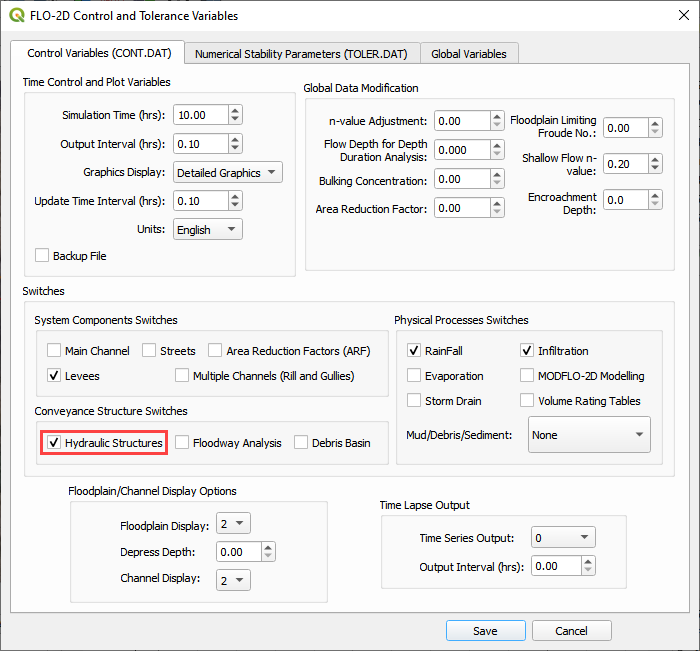 FLO-2D Control and Tolerance Variables
Control Variables (CONT.DAT)
Numerical Stability Parameters (TOLER.DAT)
Global Variables
Time Control and Plot Variables
Simulation Time (hrs): 10.00
Output Interval (hrs): 0.10
Graphics Display: Detailed Graphics
Update Time Interval (hrs): 0.10
Units: English
Backup File
Global Data Modification
n-value Adjustment: 0.00
Flow Depth for Depth
Duration Analysis: 0.000
Bulking Concentration: 0.00
Area Reduction Factor: 0.00
Floodplain Limiting
Froude No.: 0.00
Shallow Flow n-
value: 0.20
Encroachment
Depth: 0.0
Switches
System Components Switches
Main Channel Streets Area Reduction Factors (ARF)
Levees Multiple Channels (Rill and Gullies)
Conveyance Structure Switches
Hydraulic Structures Floodway Analysis Debris Basin
Physical Processes Switches
RainFall Infiltration
Evaporation MODFLO-2D Modelling
Storm Drain Volume Rating Tables
Mud/Debris/Sediment: None
Floodplain/Channel Display Options
Floodplain Display: 2
Depress Depth: 0.00
Channel Display: 2
Time Lapse Output
Time Series Output: 0
Output Interval (hrs): 0.00
Save Cancel